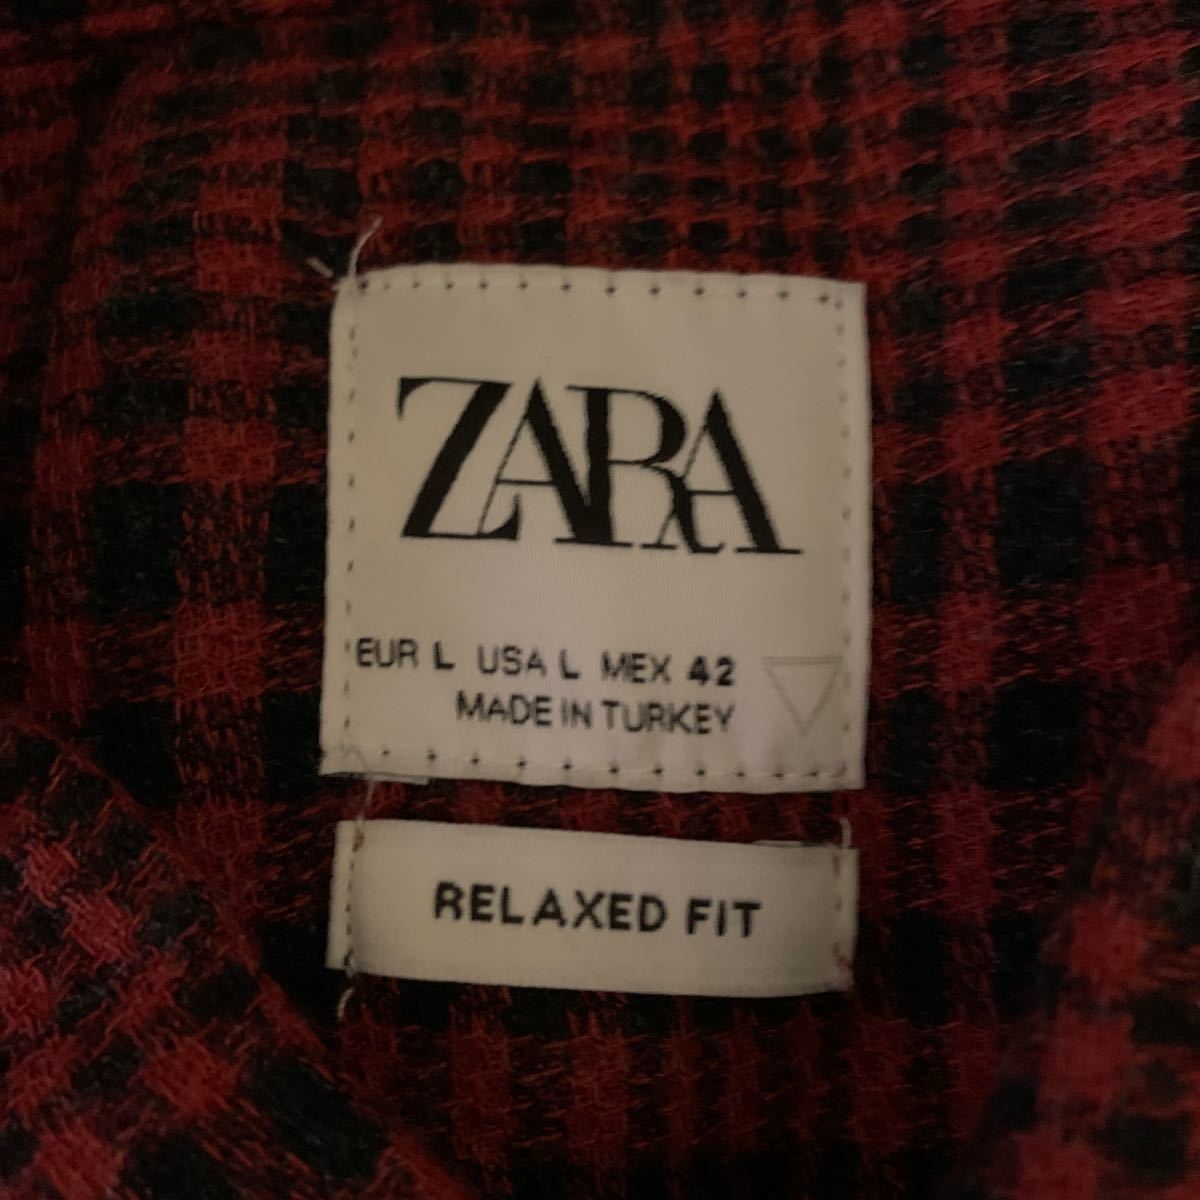 ZARA
EUR L USA L MEX 42
MADE IN TURKEY
RELAXED FIT